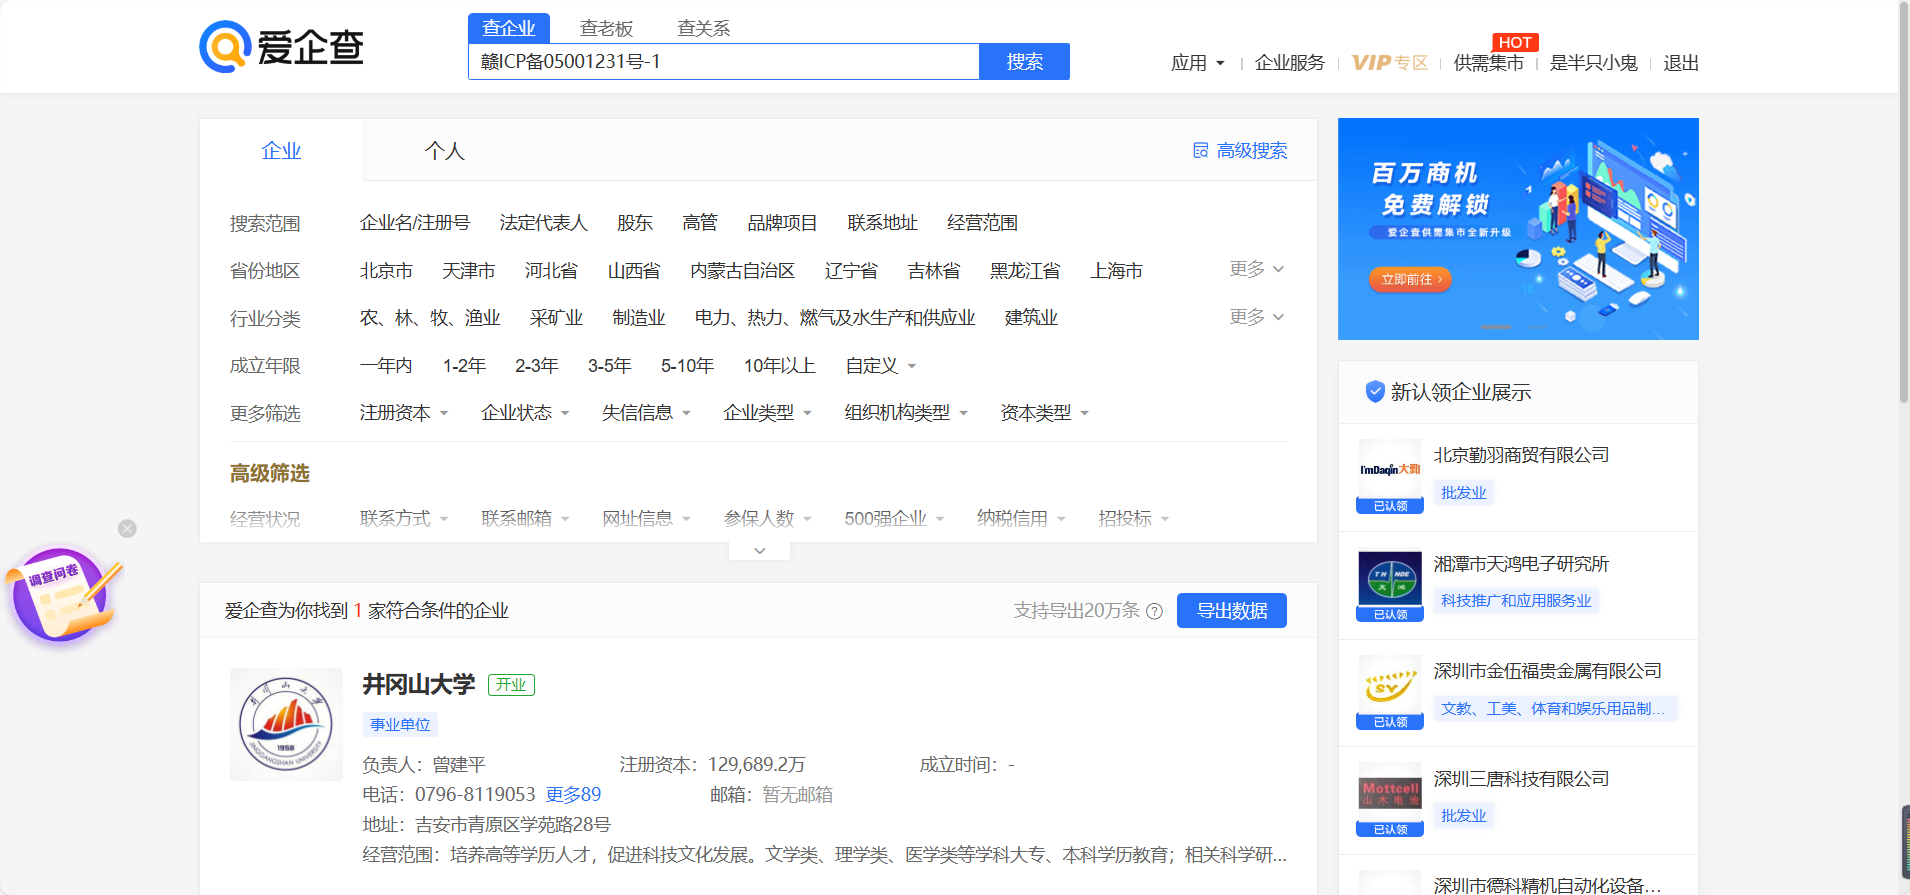 爱企查
查企业 查老板 查关系
赣ICP备05001231号-1 搜索
应用 企业服务 VIP专区 供需集市 HOT 是半只小鬼 退出
企业 个人 高级搜索
搜索范围 企业名/注册号 法定代表人 股东 高管 品牌项目 联系地址 经营范围
省份地区 北京市 天津市 河北省 山西省 内蒙古自治区 辽宁省 吉林省 黑龙江省 上海市 更多
行业分类 农、林、牧、渔业 采矿业 制造业 电力、热力、燃气及水生产和供应业 建筑业 更多
成立年限 一年内 1-2年 2-3年 3-5年 5-10年 10年以上 自定义
更多筛选 注册资本 企业状态 失信信息 企业类型 组织机构类型 资本类型
高级筛选
经营状况 联系方式 联系邮箱 网址信息 参保人数 500强企业 纳税信用 招投标
调查问卷
爱企查为你找到 1 家符合条件的企业 支持导出20万条 导出数据
井冈山大学 开业
井冈山大学
1958
JINGGANGSHAN UNIVERSITY
事业单位
负责人：曾建平 注册资本：129,689.2万 成立时间：-
电话：0796-8119053 更多89 邮箱：暂无邮箱
地址：吉安市青原区学苑路28号
经营范围：培养高等学历人才，促进科技文化发展。文学类、理学类、医学类等学科大专、本科学历教育；相关科学研...
百万商机
免费解锁
爱企查供需集市全新升级
立即前往 ›
新认领企业展示
I'mDaqin大勤
已认领
北京勤羽商贸有限公司
批发业
TH NDE
天鸿
已认领
湘潭市天鸿电子研究所
科技推广和应用服务业
SY
已认领
深圳市金伍福贵金属有限公司
文教、工美、体育和娱乐用品制...
Mottcell
山木电池
已认领
深圳三唐科技有限公司
批发业
深圳市德科精机自动化设备...